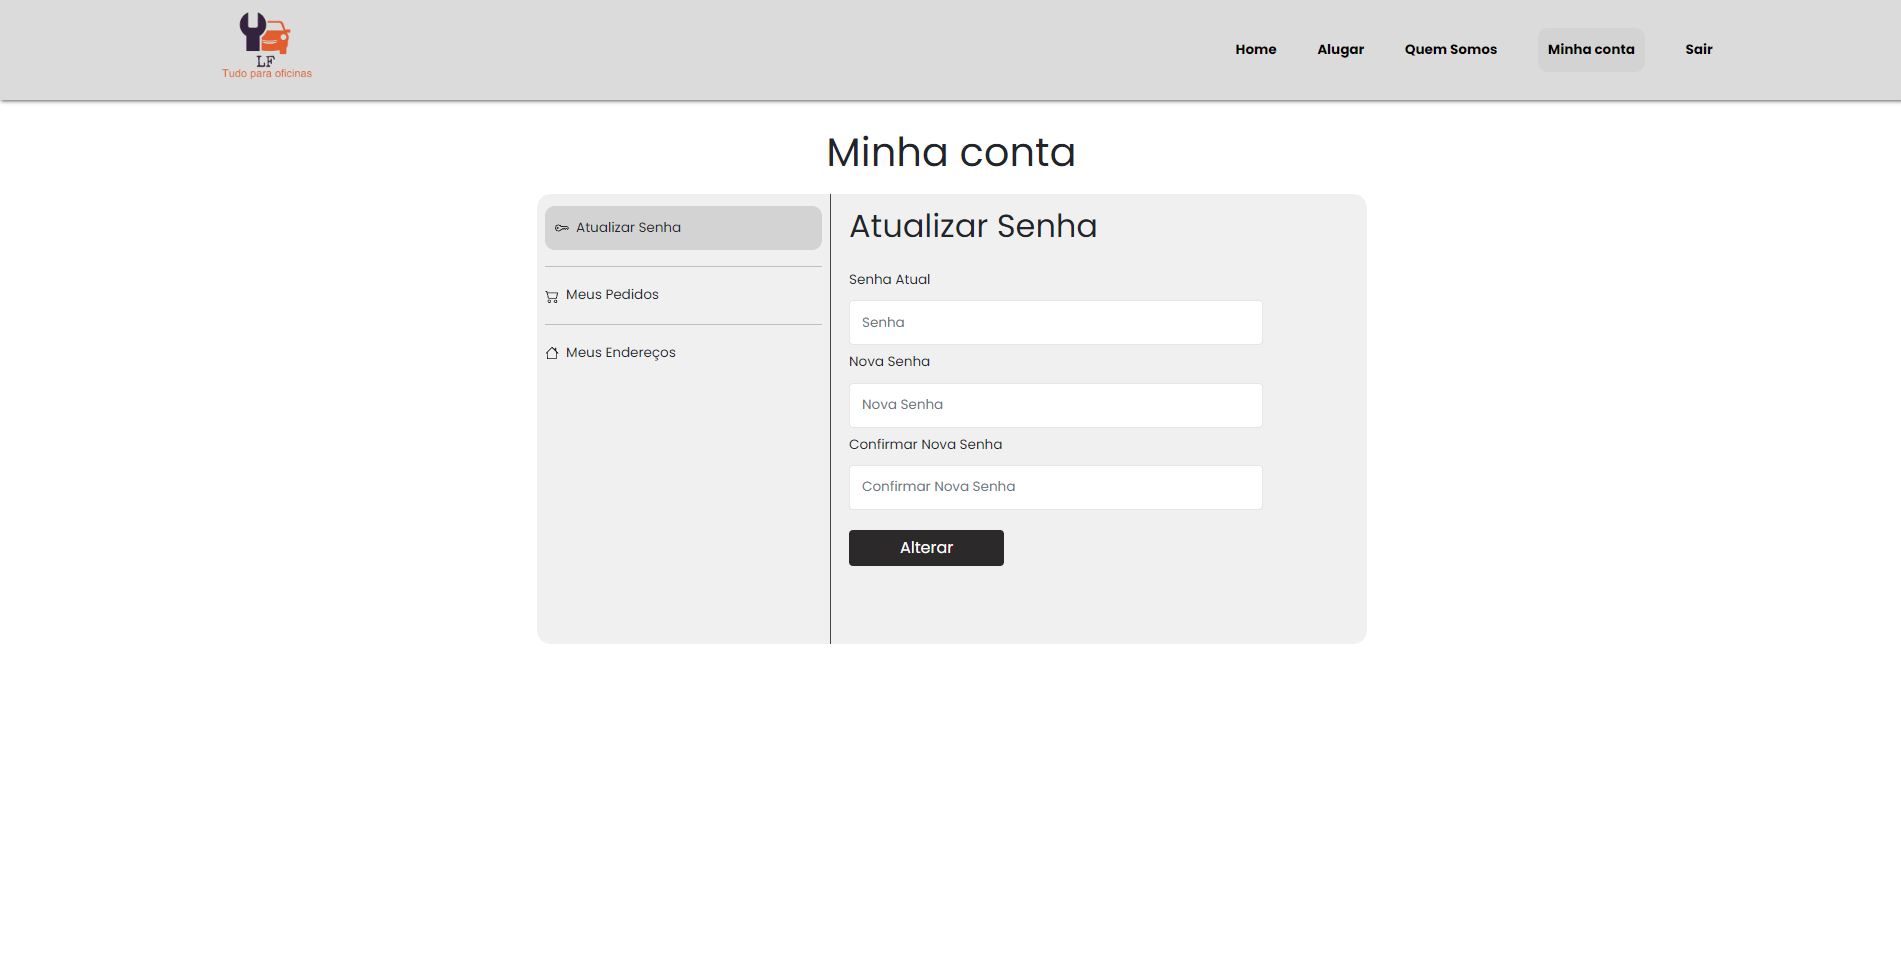 LF
Tudo para oficinas
Home Alugar Quem Somos Minha conta Sair
Minha conta
Atualizar Senha
Meus Pedidos
Meus Endereços
Atualizar Senha
Senha Atual
Senha
Nova Senha
Nova Senha
Confirmar Nova Senha
Confirmar Nova Senha
Alterar